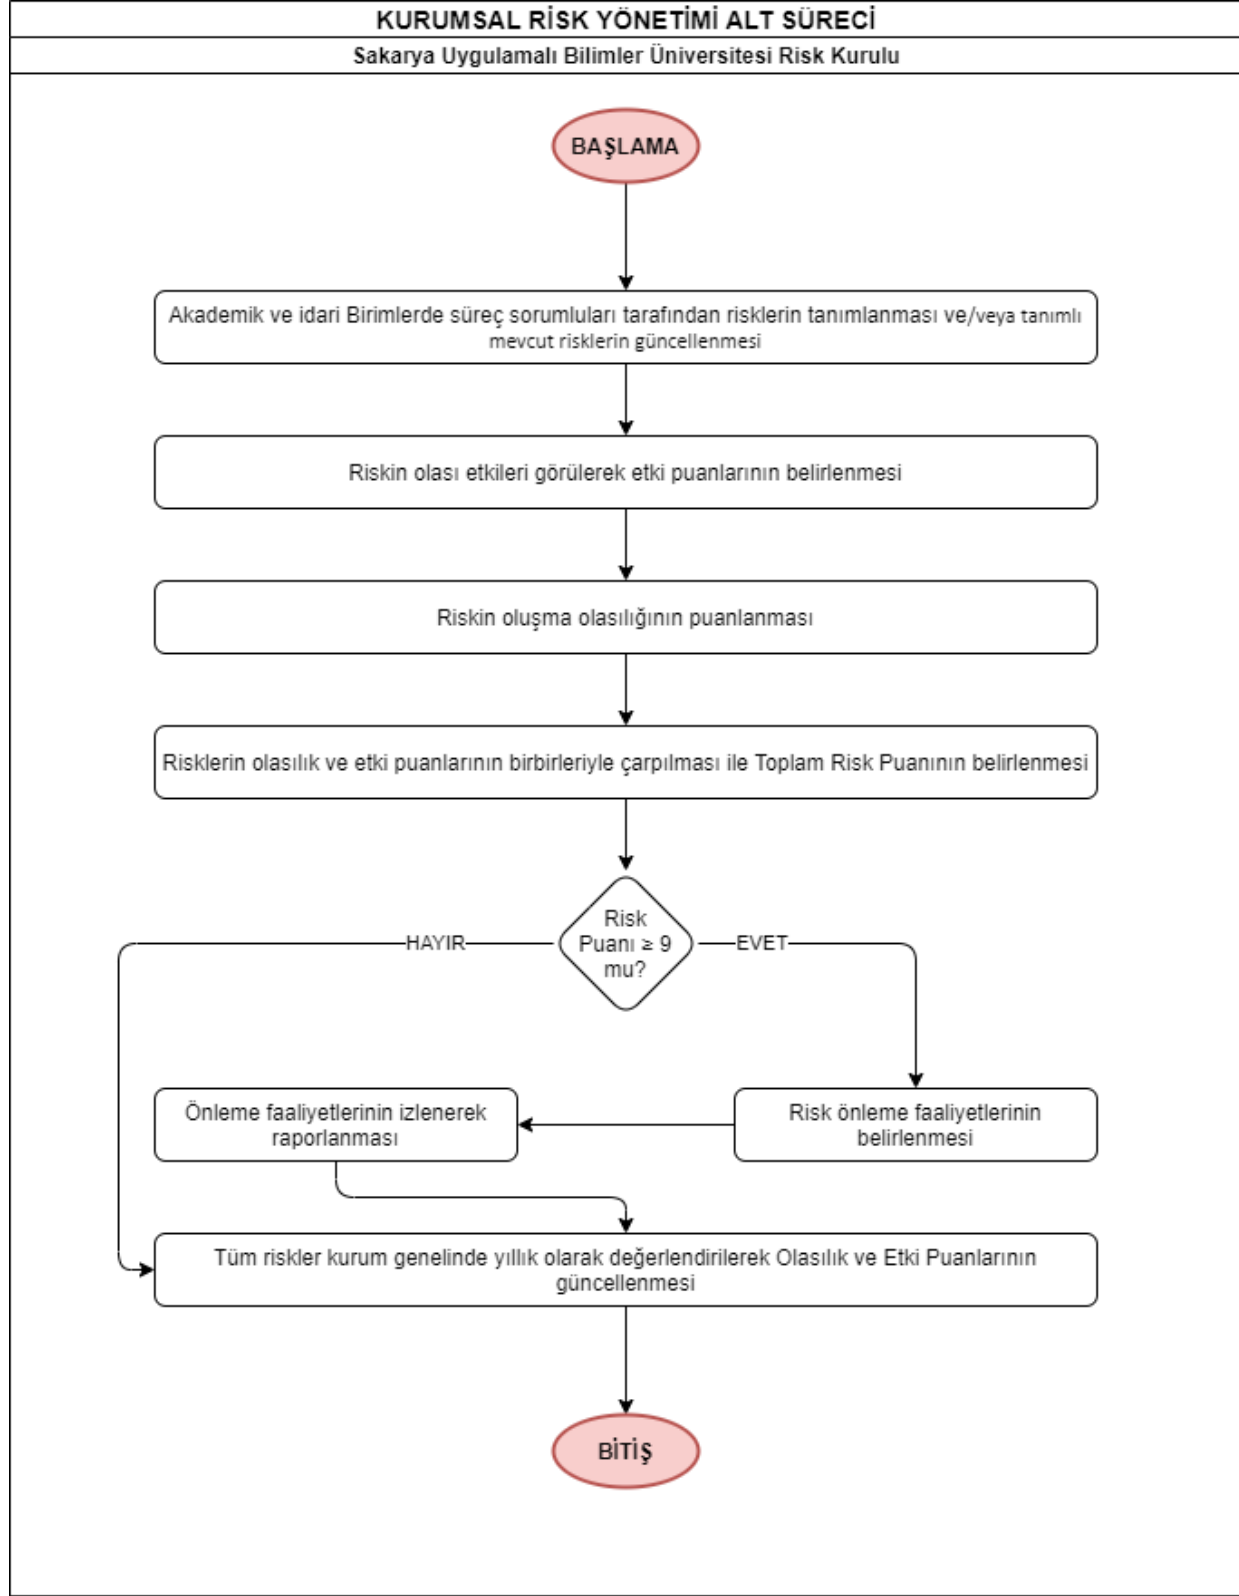 KURUMSAL RİSK YÖNETİMİ ALT SÜRECİ
Sakarya Uygulamalı Bilimler Üniversitesi Risk Kurulu
BAŞLAMA
Akademik ve idari Birimlerde süreç sorumluları tarafından risklerin tanımlanması ve/veya tanımlı
mevcut risklerin güncellenmesi
Riskin olası etkileri görülerek etki puanlarının belirlenmesi
Riskin oluşma olasılığının puanlanması
Risklerin olasılık ve etki puanlarının birbirleriyle çarpılması ile Toplam Risk Puanının belirlenmesi
Risk
Puanı ≥ 9
mu?
HAYIR
EVET
Önleme faaliyetlerinin izlenerek
raporlanması
Risk önleme faaliyetlerinin
belirlenmesi
Tüm riskler kurum genelinde yıllık olarak değerlendirilerek Olasılık ve Etki Puanlarının
güncellenmesi
BİTİŞ